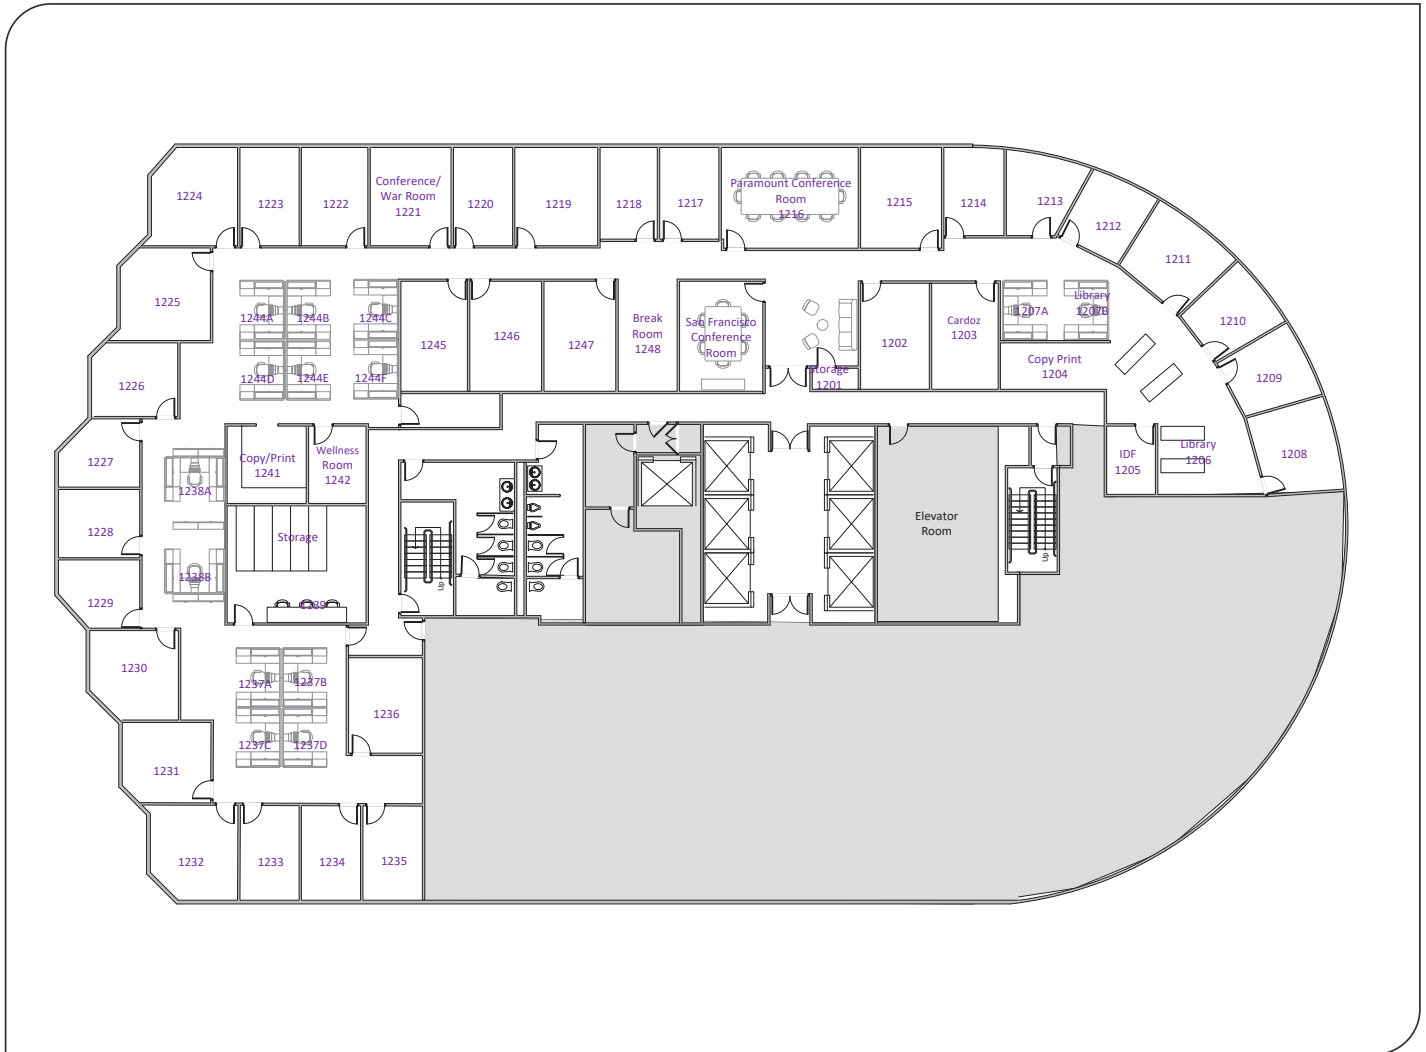 1224
1223
1222
Conference/
War Room
1221
1220
1219
1218
1217
Paramount Conference
Room
1216
1215
1214
1213
1212
1211
1210
1209
1208
1225
1226
1227
1228
1229
1230
1231
1232
1233
1234
1235
1236
1244A
1244B
1244C
1244D
1244E
1244F
1245
1246
1247
Break
Room
1248
San Francisco
Conference
Room
Storage
1201
1202
Cardoz
1203
1207A
Library
1207B
Copy Print
1204
IDF
1205
Library
1206
Copy/Print
1241
Wellness
Room
1242
1238A
1238B
Storage
1239
Up
Elevator
Room
Up
1237A
1237B
1237C
1237D